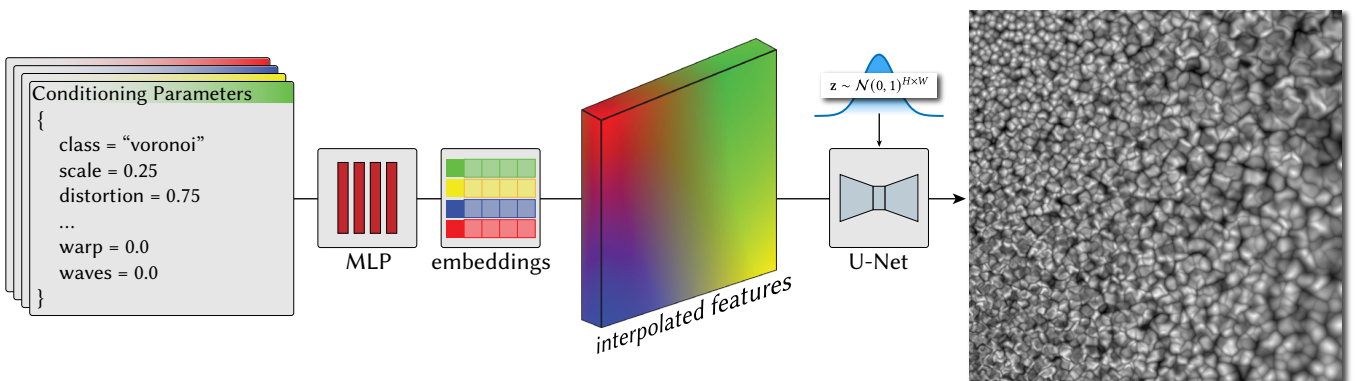 Conditioning Parameters
{
class = “voronoi”
scale = 0.25
distortion = 0.75
...
warp = 0.0
waves = 0.0
}
MLP
embeddings
interpolated features
z ~ 𝒩(0, 1)^{H×W}
U-Net